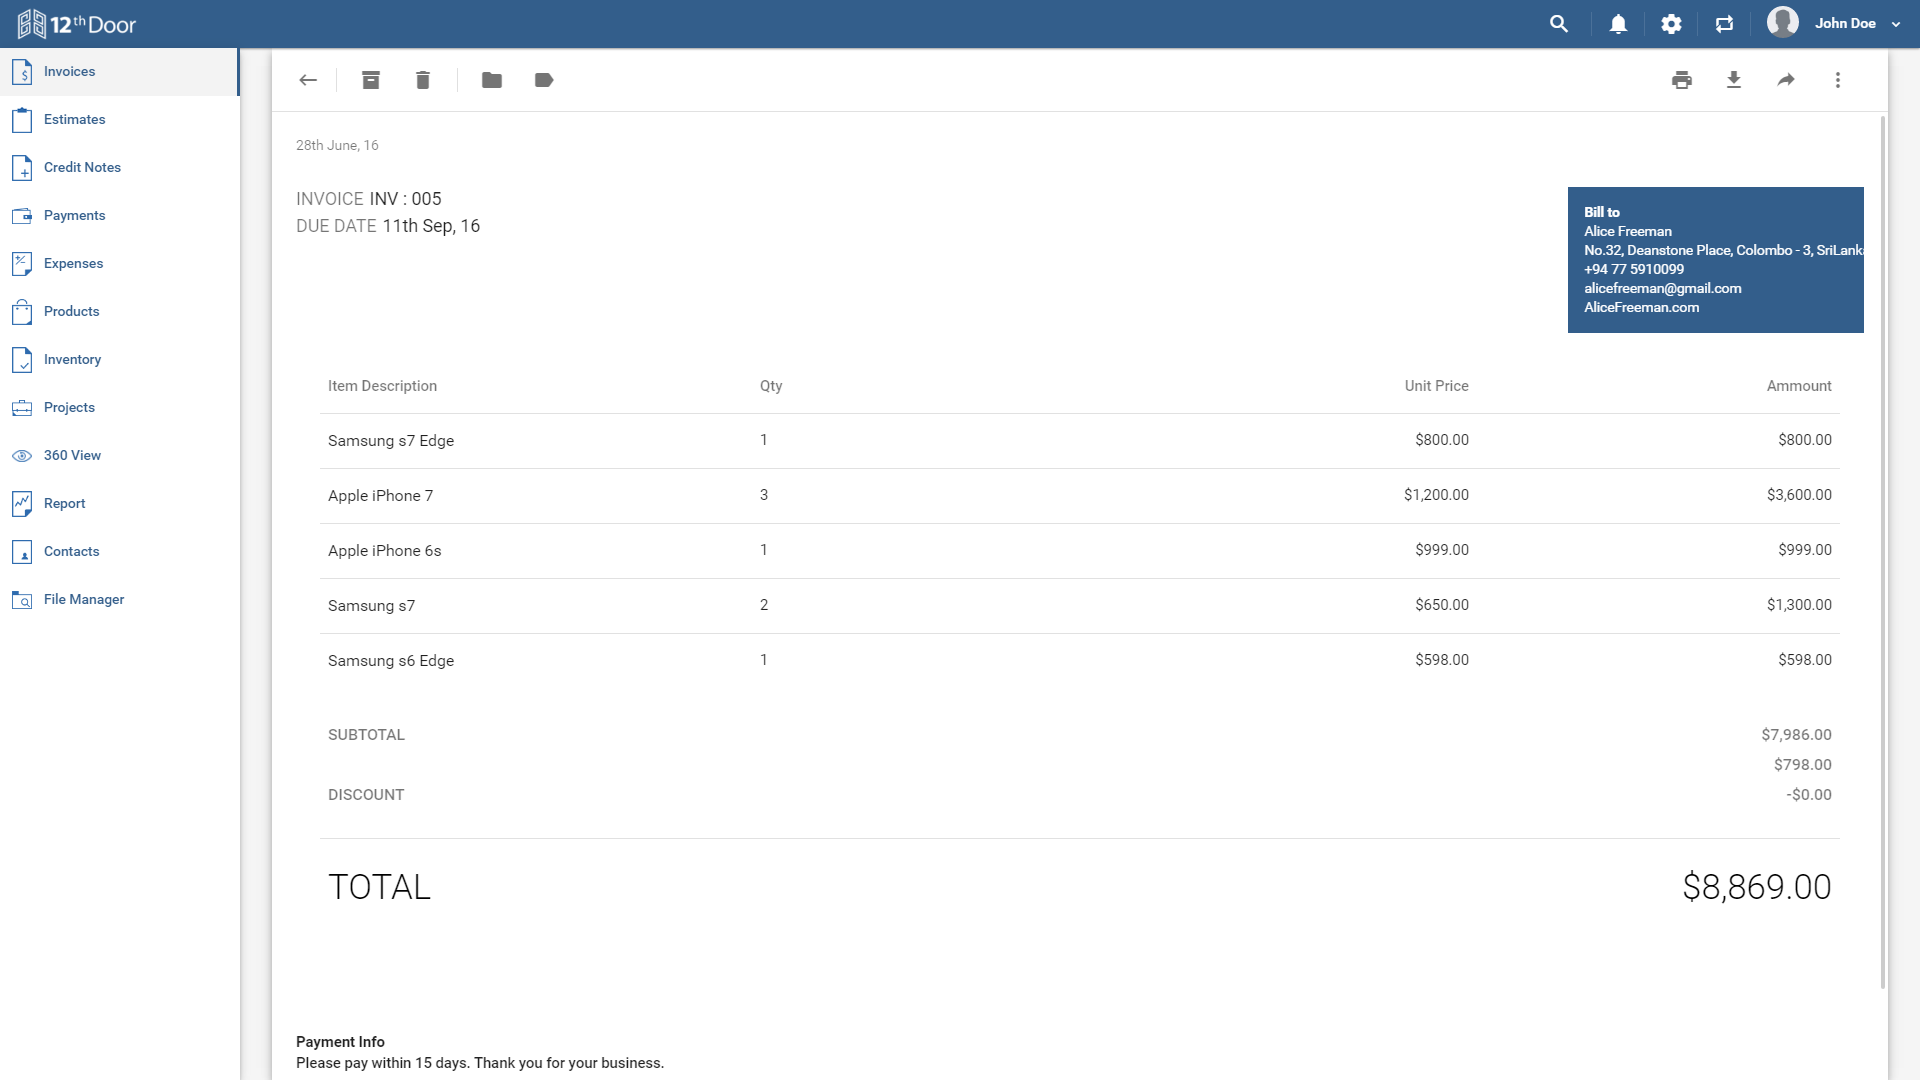 12th Door
John Doe
Invoices
Estimates
Credit Notes
Payments
Expenses
Products
Inventory
Projects
360 View
Report
Contacts
File Manager
28th June, 16
INVOICE INV : 005
DUE DATE 11th Sep, 16
Bill to
Alice Freeman
No.32, Deanstone Place, Colombo - 3, SriLanka
+94 77 5910099
alicefreeman@gmail.com
AliceFreeman.com
Item Description Qty Unit Price Ammount
Samsung s7 Edge 1 $800.00 $800.00
Apple iPhone 7 3 $1,200.00 $3,600.00
Apple iPhone 6s 1 $999.00 $999.00
Samsung s7 2 $650.00 $1,300.00
Samsung s6 Edge 1 $598.00 $598.00
SUBTOTAL $7,986.00
$798.00
DISCOUNT -$0.00
TOTAL $8,869.00
Payment Info
Please pay within 15 days. Thank you for your business.